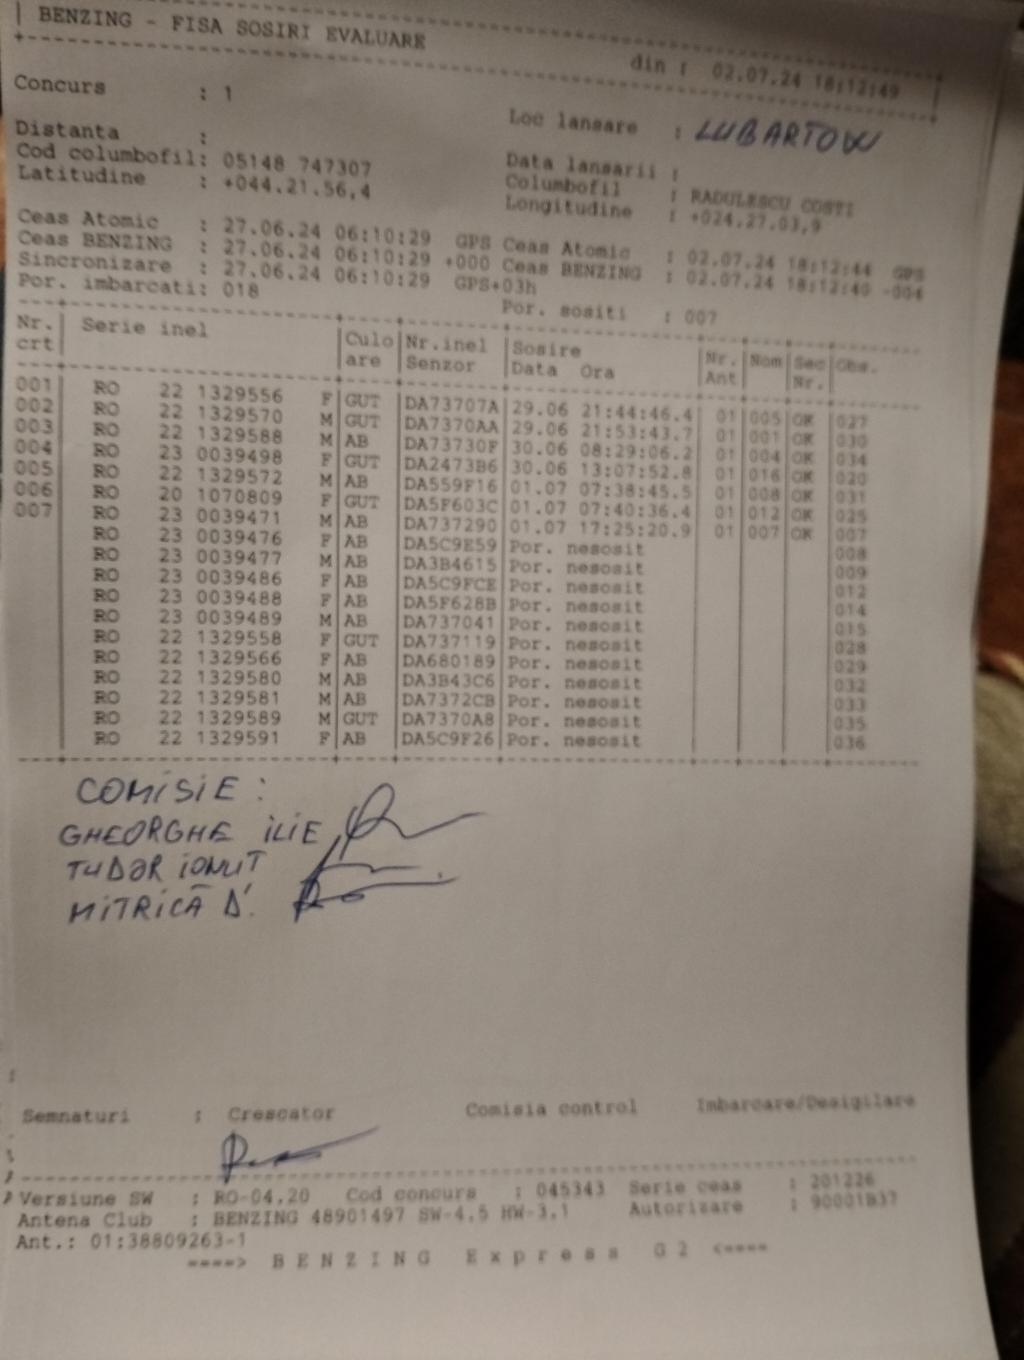 BENZING - FISA SOSIRI EVALUARE
din : 02.07.24 18:12:49
Concurs : 1
Loc lansare : LUBARTOW
Distanta :
Data lansarii :
Cod columbofil: 05148 747307
Columbofil : RADULESCU COSTI
Latitudine : +044.21.56,4
Longitudine : +024.27.03,9
Ceas Atomic : 27.06.24 06:10:29 GPS Ceas Atomic : 02.07.24 18:12:44 GPS
Ceas BENZING : 27.06.24 06:10:29 +000 Ceas BENZING : 02.07.24 18:12:40 -004
Sincronizare : 27.06.24 06:10:29 GPS+03h
Por. imbarcati: 018
Por. sositi : 007
Nr. crt Serie inel Culo are Nr.inel Senzor Sosire Data Ora Nr. Ant Nom Sec Nr. Obs.
001 RO 22 1329556 F GUT DA73707A 29.06 21:44:46.4 01 005 OK 027
002 RO 22 1329570 M GUT DA7370AA 29.06 21:53:43.7 01 001 OK 030
003 RO 22 1329588 M AB DA73730F 30.06 08:29:06.2 01 004 OK 034
004 RO 23 0039498 F GUT DA2473B6 30.06 13:07:52.8 01 016 OK 020
005 RO 22 1329572 M AB DA559F16 01.07 07:38:45.5 01 008 OK 031
006 RO 20 1070809 F GUT DA5F603C 01.07 07:40:36.4 01 012 OK 025
007 RO 23 0039471 M AB DA737290 01.07 17:25:20.9 01 007 OK 007
RO 23 0039476 F AB DA5C9E59 Por. nesosit 008
RO 23 0039477 M AB DA3B4615 Por. nesosit 009
RO 23 0039486 F AB DA5C9FCE Por. nesosit 012
RO 23 0039488 F AB DA5F628B Por. nesosit 014
RO 23 0039489 M AB DA737041 Por. nesosit 015
RO 22 1329558 F GUT DA737119 Por. nesosit 028
RO 22 1329566 F AB DA680189 Por. nesosit 029
RO 22 1329580 M AB DA3B43C6 Por. nesosit 032
RO 22 1329581 M AB DA7372CB Por. nesosit 033
RO 22 1329589 M GUT DA7370A8 Por. nesosit 035
RO 22 1329591 F AB DA5C9F26 Por. nesosit 036
COMISIE :
GHEORGHE ILIE
TUDOR IONUT
MITRICĂ D.
Semnaturi : Crescator Comisia control Imbarcare/Desigilare
Versiune SW : RO-04.20 Cod concurs : 045343 Serie ceas : 201226
Antena Club : BENZING 48901497 SW-4.5 HW-3.1 Autorizare : 90001B37
Ant.: 01:38809263-1
====> BENZING Express G2 <====